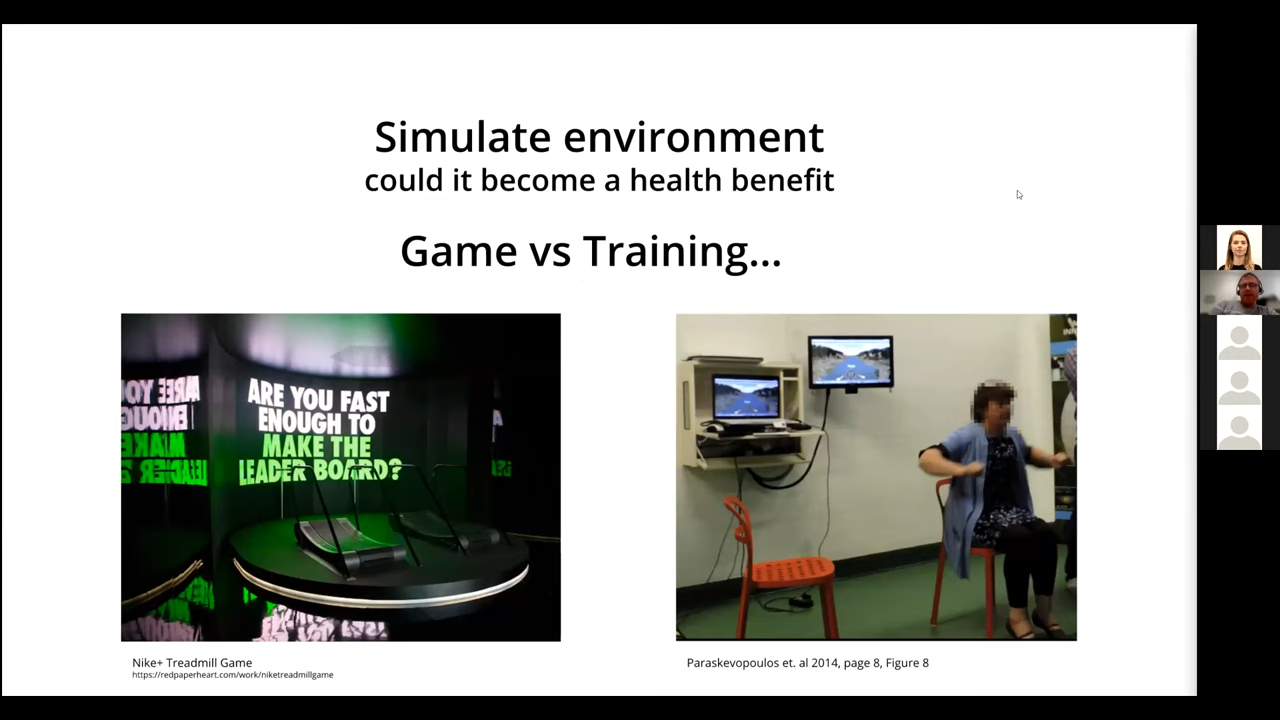 Simulate environment
could it become a health benefit
Game vs Training...
ARE YOU FAST
ENOUGH TO
MAKE THE
LEADER BOARD?
Nike+ Treadmill Game
https://redpaperheart.com/work/niketreadmillgame
Paraskevopoulos et. al 2014, page 8, Figure 8